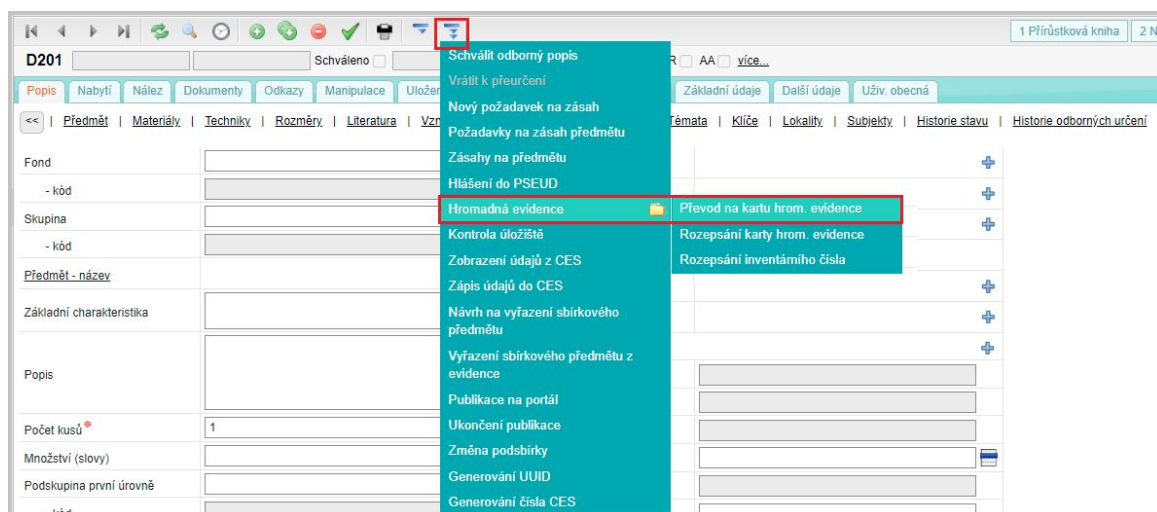 1 Přírůstková kniha
D201
Schváleno
AA více...
Popis Nabytí Nález Dokumenty Odkazy Manipulace Základní údaje Další údaje Uživ. obecná
<< | Předmět | Materiály | Techniky | Rozměry | Literatura | Klíče | Lokality | Subjekty | Historie stavu | Historie odborných určení
Schválit odborný popis
Vrátit k přeurčení
Nový požadavek na zásah
Požadavky na zásah předmětu
Zásahy na předmětu
Hlášení do PSEUD
Hromadná evidence
Převod na kartu hrom. evidence
Rozepsání karty hrom. evidence
Rozepsání inventárního čísla
Kontrola úložiště
Zobrazení údajů z CES
Zápis údajů do CES
Návrh na vyřazení sbírkového
předmětu
Vyřazení sbírkového předmětu z
evidence
Publikace na portál
Ukončení publikace
Změna podsbírky
Generování UUID
Generování čísla CES
Fond
- kód
Skupina
- kód
Předmět - název
Základní charakteristika
Popis
Počet kusů * 1
Množství (slovy)
Podskupina první úrovně